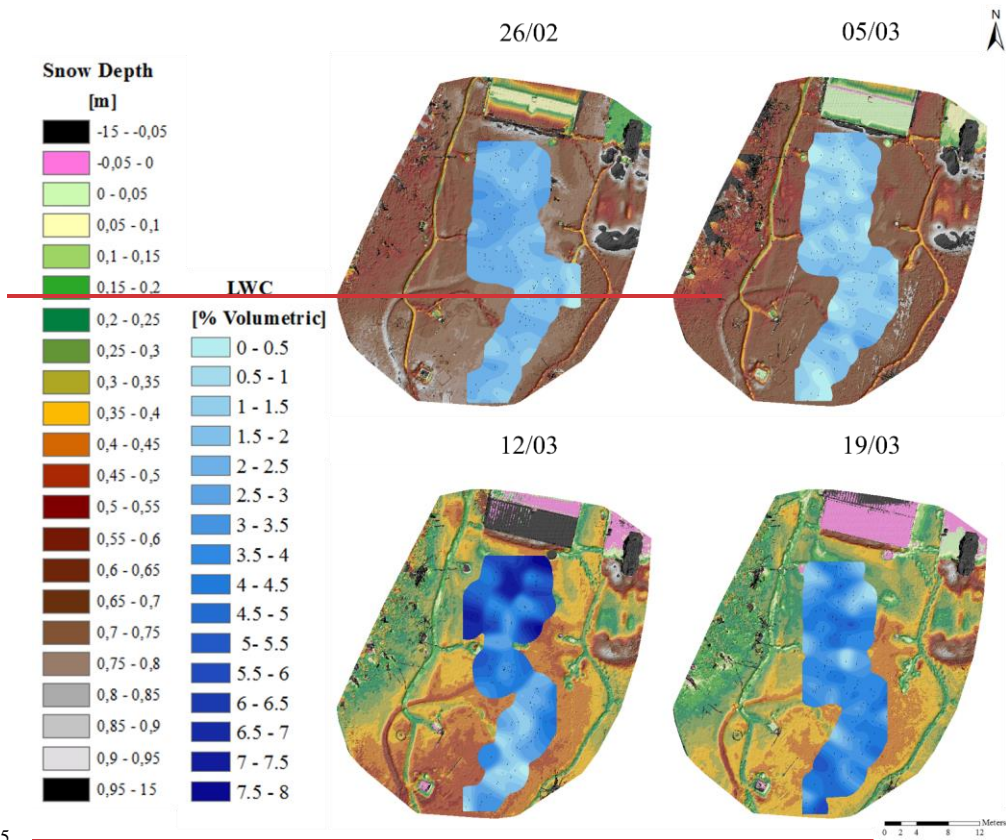 26/02
05/03
N
Snow Depth
[m]
-15 - -0,05
-0,05 - 0
0 - 0,05
0,05 - 0,1
0,1 - 0,15
0,15 - 0,2
0,2 - 0,25
0,25 - 0,3
0,3 - 0,35
0,35 - 0,4
0,4 - 0,45
0,45 - 0,5
0,5 - 0,55
0,55 - 0,6
0,6 - 0,65
0,65 - 0,7
0,7 - 0,75
0,75 - 0,8
0,8 - 0,85
0,85 - 0,9
0,9 - 0,95
0,95 - 15
LWC
[% Volumetric]
0 - 0.5
0.5 - 1
1 - 1.5
1.5 - 2
2 - 2.5
2.5 - 3
3 - 3.5
3.5 - 4
4 - 4.5
4.5 - 5
5- 5.5
5.5 - 6
6 - 6.5
6.5 - 7
7 - 7.5
7.5 - 8
12/03
19/03
Meters
0 2 4 8 12
5